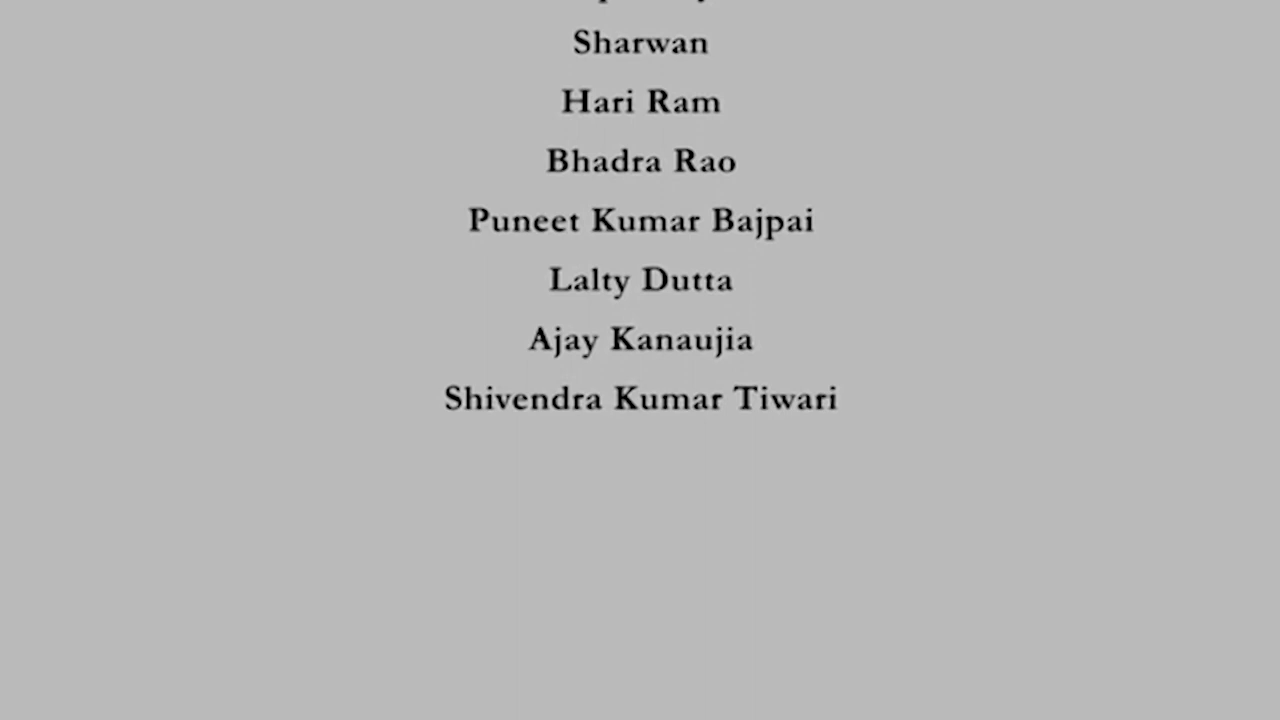 Sharwan
Hari Ram
Bhadra Rao
Puneet Kumar Bajpai
Lalty Dutta
Ajay Kanaujia
Shivendra Kumar Tiwari